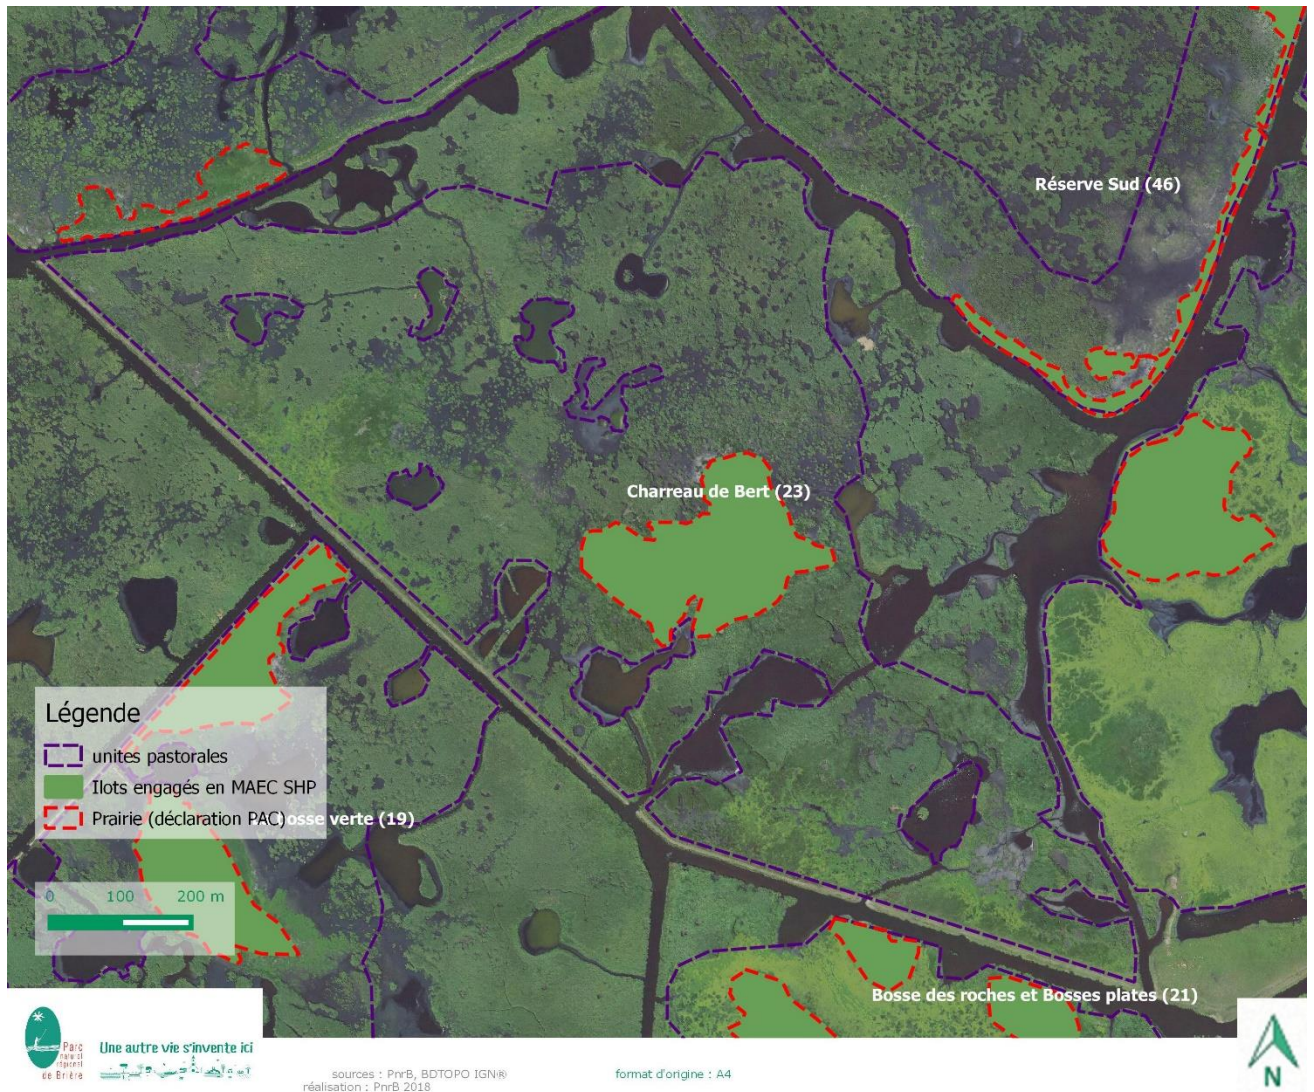 Réserve Sud (46)
Charreau de Bert (23)
Légende
unites pastorales
Ilots engagés en MAEC SHP
Prairie (déclaration PAC)
osse verte (19)
0 100 200 m
Bosse des roches et Bosses plates (21)
Parc
naturel
régional
de Brière
Une autre vie s'invente ici
sources : PnrB, BDTOPO IGN®
réalisation : PnrB 2018
format d'origine : A4
N